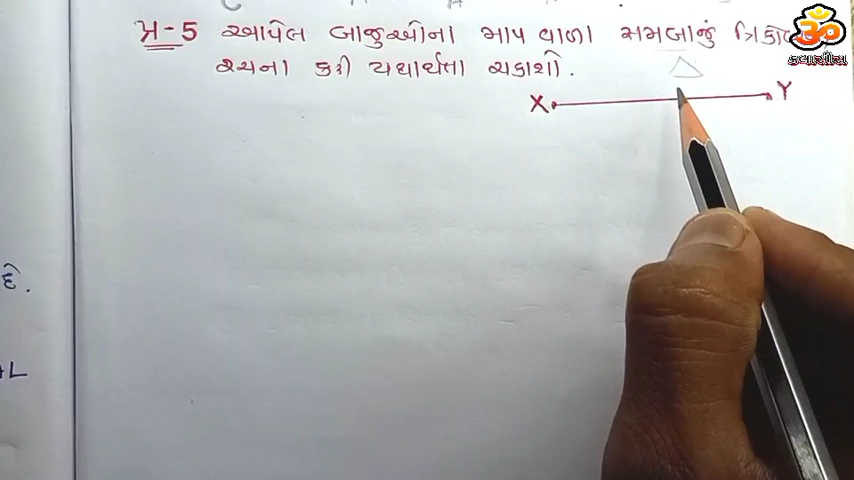 પ્ર-5 આપેલ બાજુઓના માપ વાળા સમબાજું
રચના કરી યથાર્થતા ચકાશો.
X Y
દે.
ૐ
ક્લાસીસ